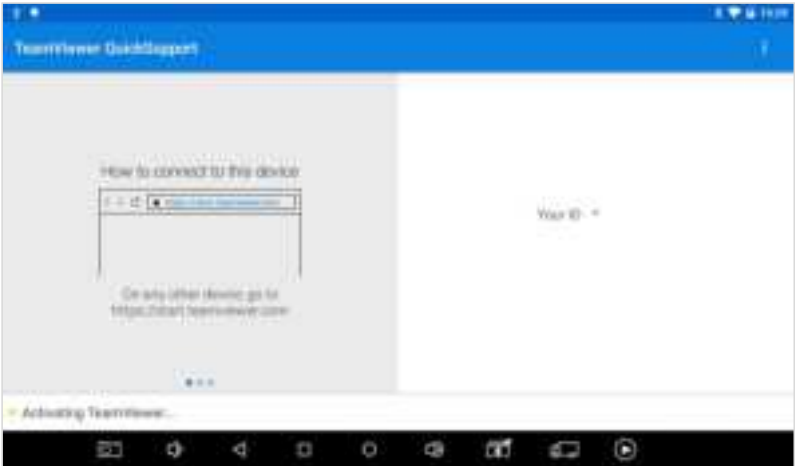 TeamViewer QuickSupport
How to connect to this device
On any other device, go to
https://start.teamviewer.com
Your ID
Activating TeamViewer...